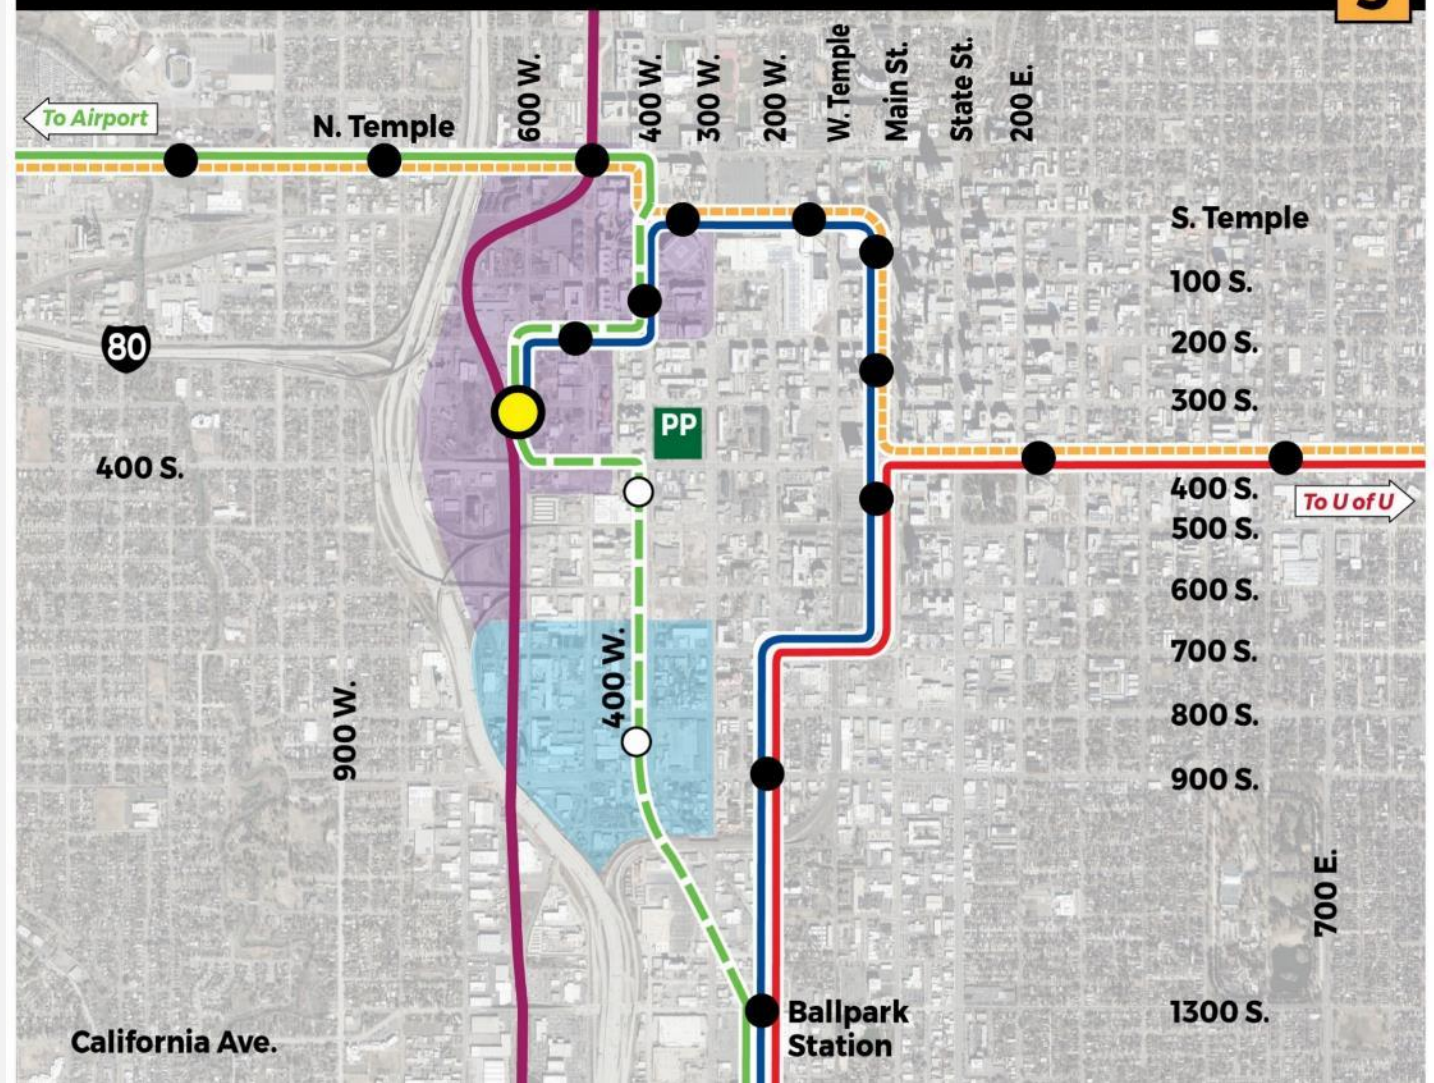 600 W.
400 W.
300 W.
200 W.
W. Temple
Main St.
State St.
200 E.
To Airport
N. Temple
S. Temple
100 S.
80
200 S.
300 S.
PP
400 S.
400 S.
To U of U
500 S.
600 S.
700 S.
400 W.
900 W.
800 S.
900 S.
700 E.
Ballpark
Station
1300 S.
California Ave.